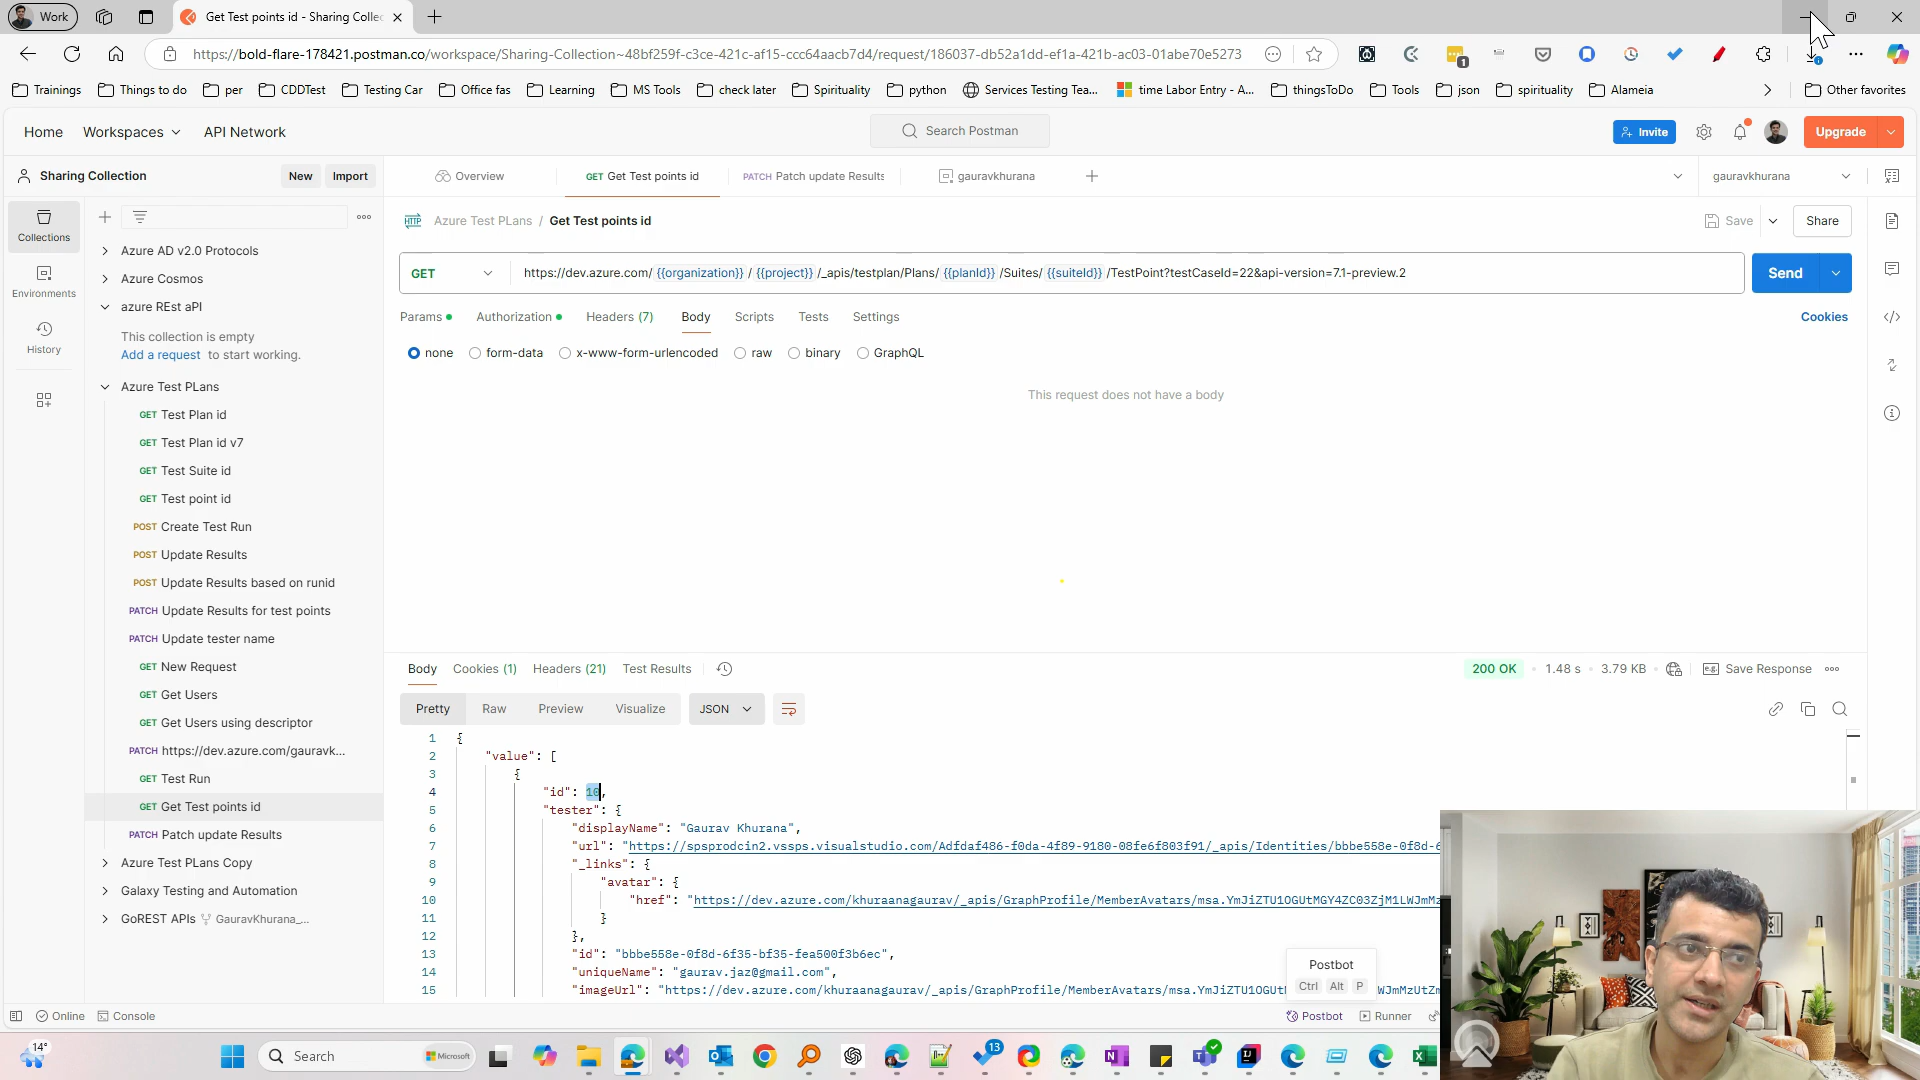 Work
Get Test points id - Sharing Collec
https://bold-flare-178421.postman.co/workspace/Sharing-Collection~48bf259f-c3ce-421c-af15-ccc64aacb7d4/request/186037-db52a1dd-ef1a-421b-ac03-01abe70e5273
1
Trainings
Things to do
per
CDDTest
Testing Car
Office fas
Learning
MS Tools
check later
Spirituality
python
Services Testing Tea...
time Labor Entry - A...
thingsToDo
Tools
json
spirituality
Alameia
Other favorites
Home
Workspaces
API Network
Search Postman
Invite
Upgrade
Sharing Collection
New
Import
Overview
GET Get Test points id
PATCH Patch update Results
gauravkhurana
gauravkhurana
Collections
Environments
History
Azure AD v2.0 Protocols
Azure Cosmos
azure REst aPI
This collection is empty
Add a request to start working.
Azure Test PLans
GET Test Plan id
GET Test Plan id v7
GET Test Suite id
GET Test point id
POST Create Test Run
POST Update Results
POST Update Results based on runid
PATCH Update Results for test points
PATCH Update tester name
GET New Request
GET Get Users
GET Get Users using descriptor
PATCH https://dev.azure.com/gauravk...
GET Test Run
GET Get Test points id
PATCH Patch update Results
Azure Test PLans Copy
Galaxy Testing and Automation
GoREST APIs GauravKhurana_...
HTTP Azure Test PLans / Get Test points id
Save
Share
GET
https://dev.azure.com/ {{organization}} / {{project}} /_apis/testplan/Plans/ {{planId}} /Suites/ {{suiteId}} /TestPoint?testCaseId=22&api-version=7.1-preview.2
Send
Params
Authorization
Headers (7)
Body
Scripts
Tests
Settings
Cookies
none
form-data
x-www-form-urlencoded
raw
binary
GraphQL
This request does not have a body
Body
Cookies (1)
Headers (21)
Test Results
200 OK
1.48 s
3.79 KB
e.g. Save Response
Pretty
Raw
Preview
Visualize
JSON
1 {
2 "value": [
3 {
4 "id": 10,
5 "tester": {
6 "displayName": "Gaurav Khurana",
7 "url": "https://spsprodcin2.vssps.visualstudio.com/Adfdaf486-f0da-4f89-9180-08fe6f803f91/_apis/Identities/bbbe558e-0f8d-6
8 "_links": {
9 "avatar": {
10 "href": "https://dev.azure.com/khuraanagaurav/_apis/GraphProfile/MemberAvatars/msa.YmJiZTU1OGUtMGY4ZC03ZjM1LWJmMz
11 }
12 },
13 "id": "bbbe558e-0f8d-6f35-bf35-fea500f3b6ec",
14 "uniqueName": "gaurav.jaz@gmail.com",
15 "imageUrl": "https://dev.azure.com/khuraanagaurav/_apis/GraphProfile/MemberAvatars/msa.YmJiZTU1OGUt
Postbot
Ctrl Alt P
Online
Console
Postbot
Runner
14°
Search
Microsoft
13